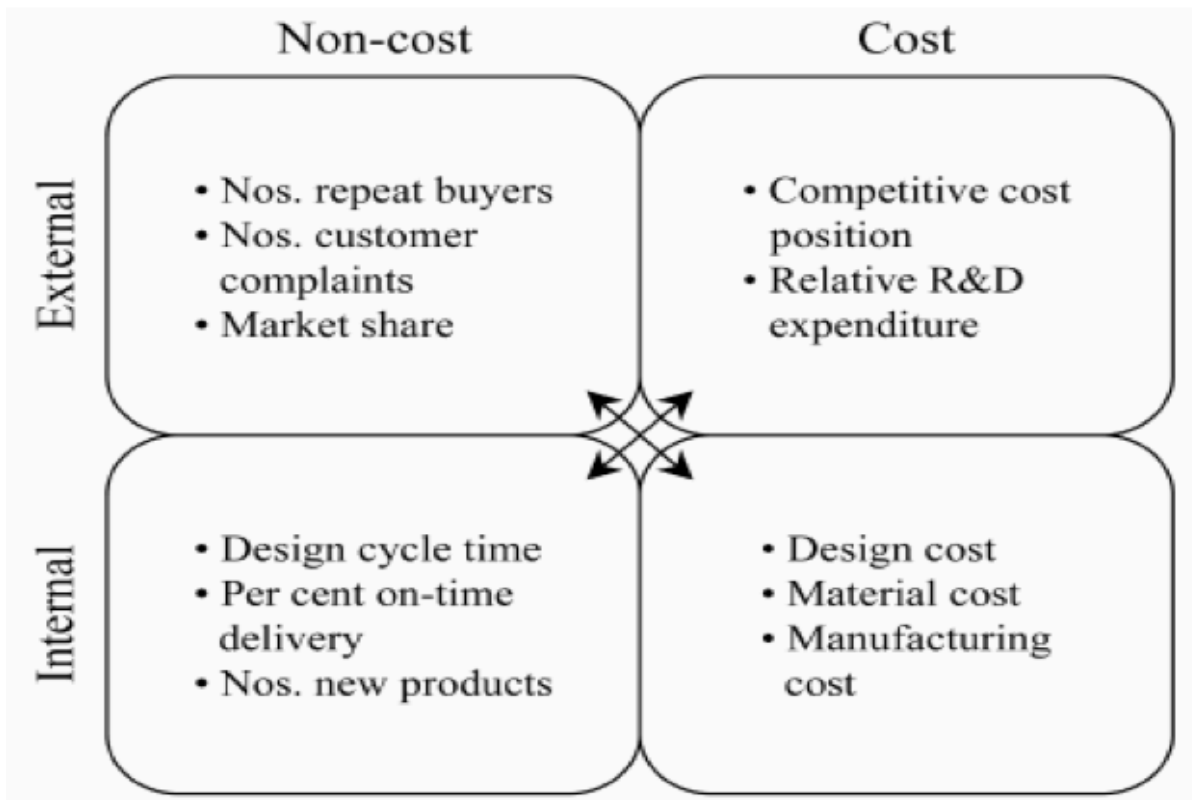 Non-cost
Cost
External
• Nos. repeat buyers
• Nos. customer
complaints
• Market share
• Competitive cost
position
• Relative R&D
expenditure
Internal
• Design cycle time
• Per cent on-time
delivery
• Nos. new products
• Design cost
• Material cost
• Manufacturing
cost